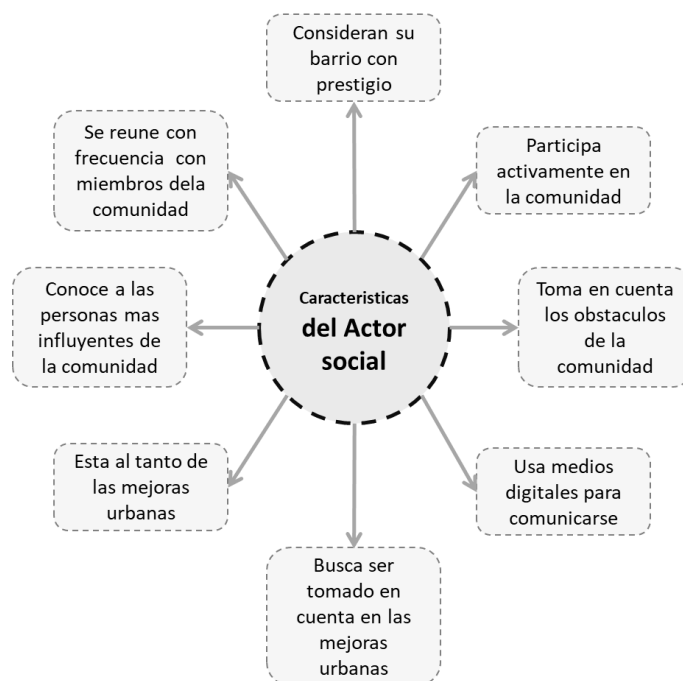 Consideran su
barrio con
prestigio
Se reune con
frecuencia con
miembros dela
comunidad
Participa
activamente en
la comunidad
Conoce a las
personas mas
influyentes de
la comunidad
Caracteristicas
del Actor
social
Toma en cuenta
los obstaculos
de la
comunidad
Esta al tanto de
las mejoras
urbanas
Usa medios
digitales para
comunicarse
Busca ser
tomado en
cuenta en las
mejoras
urbanas